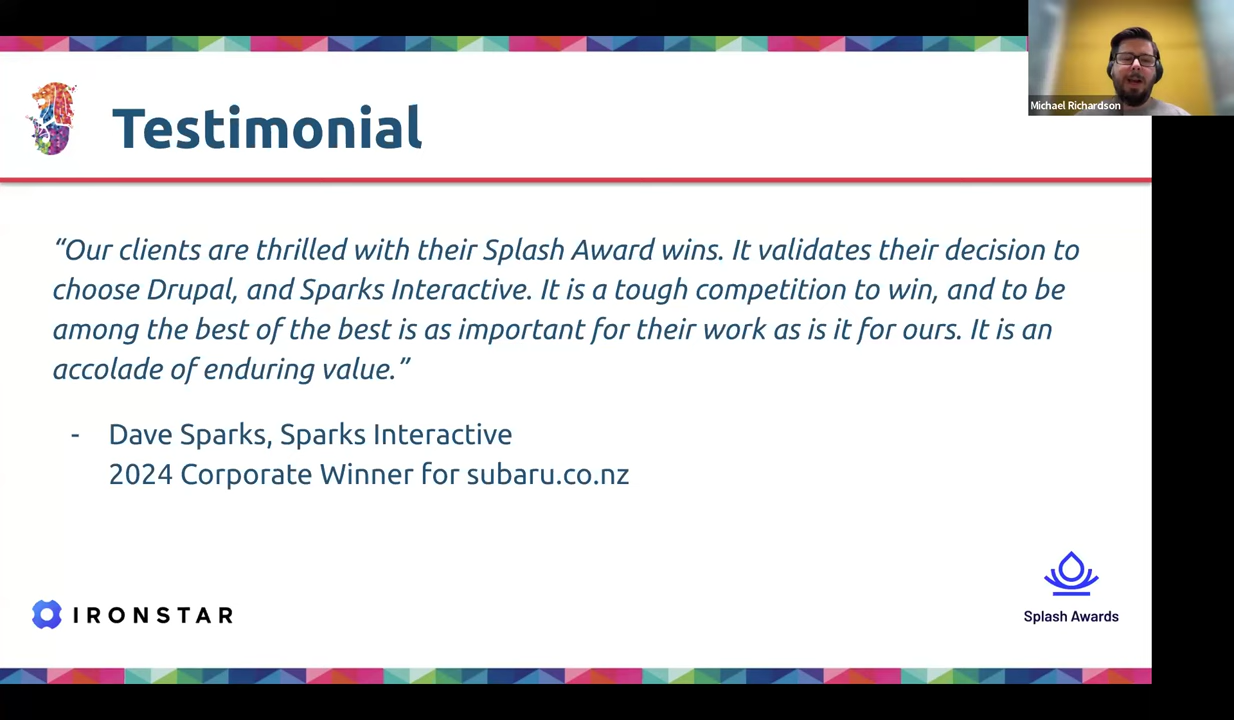 Michael Richardson
Testimonial
“Our clients are thrilled with their Splash Award wins. It validates their decision to
choose Drupal, and Sparks Interactive. It is a tough competition to win, and to be
among the best of the best is as important for their work as is it for ours. It is an
accolade of enduring value.”
- Dave Sparks, Sparks Interactive
2024 Corporate Winner for subaru.co.nz
IRONSTAR
Splash Awards